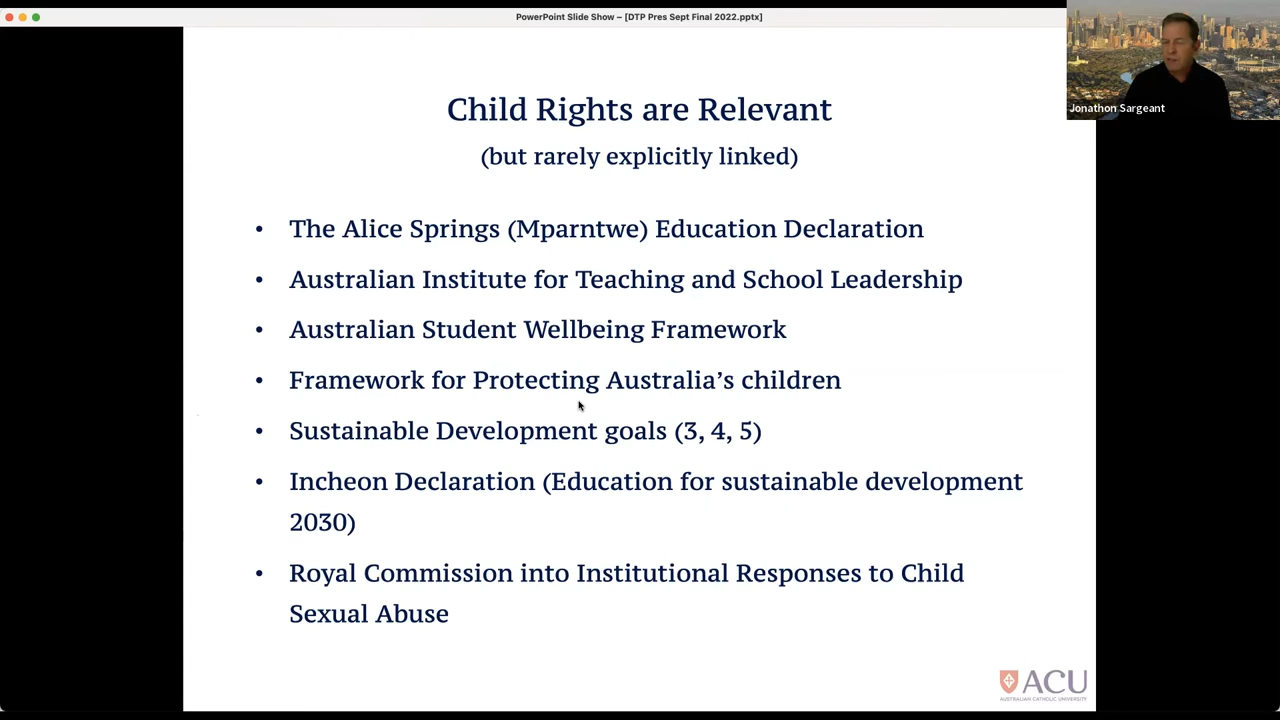 PowerPoint Slide Show – [DTP Pres Sept Final 2022.pptx]
Jonathon Sargeant
Child Rights are Relevant
(but rarely explicitly linked)
• The Alice Springs (Mparntwe) Education Declaration
• Australian Institute for Teaching and School Leadership
• Australian Student Wellbeing Framework
• Framework for Protecting Australia’s children
• Sustainable Development goals (3, 4, 5)
• Incheon Declaration (Education for sustainable development
2030)
• Royal Commission into Institutional Responses to Child
Sexual Abuse
ACU
AUSTRALIAN CATHOLIC UNIVERSITY